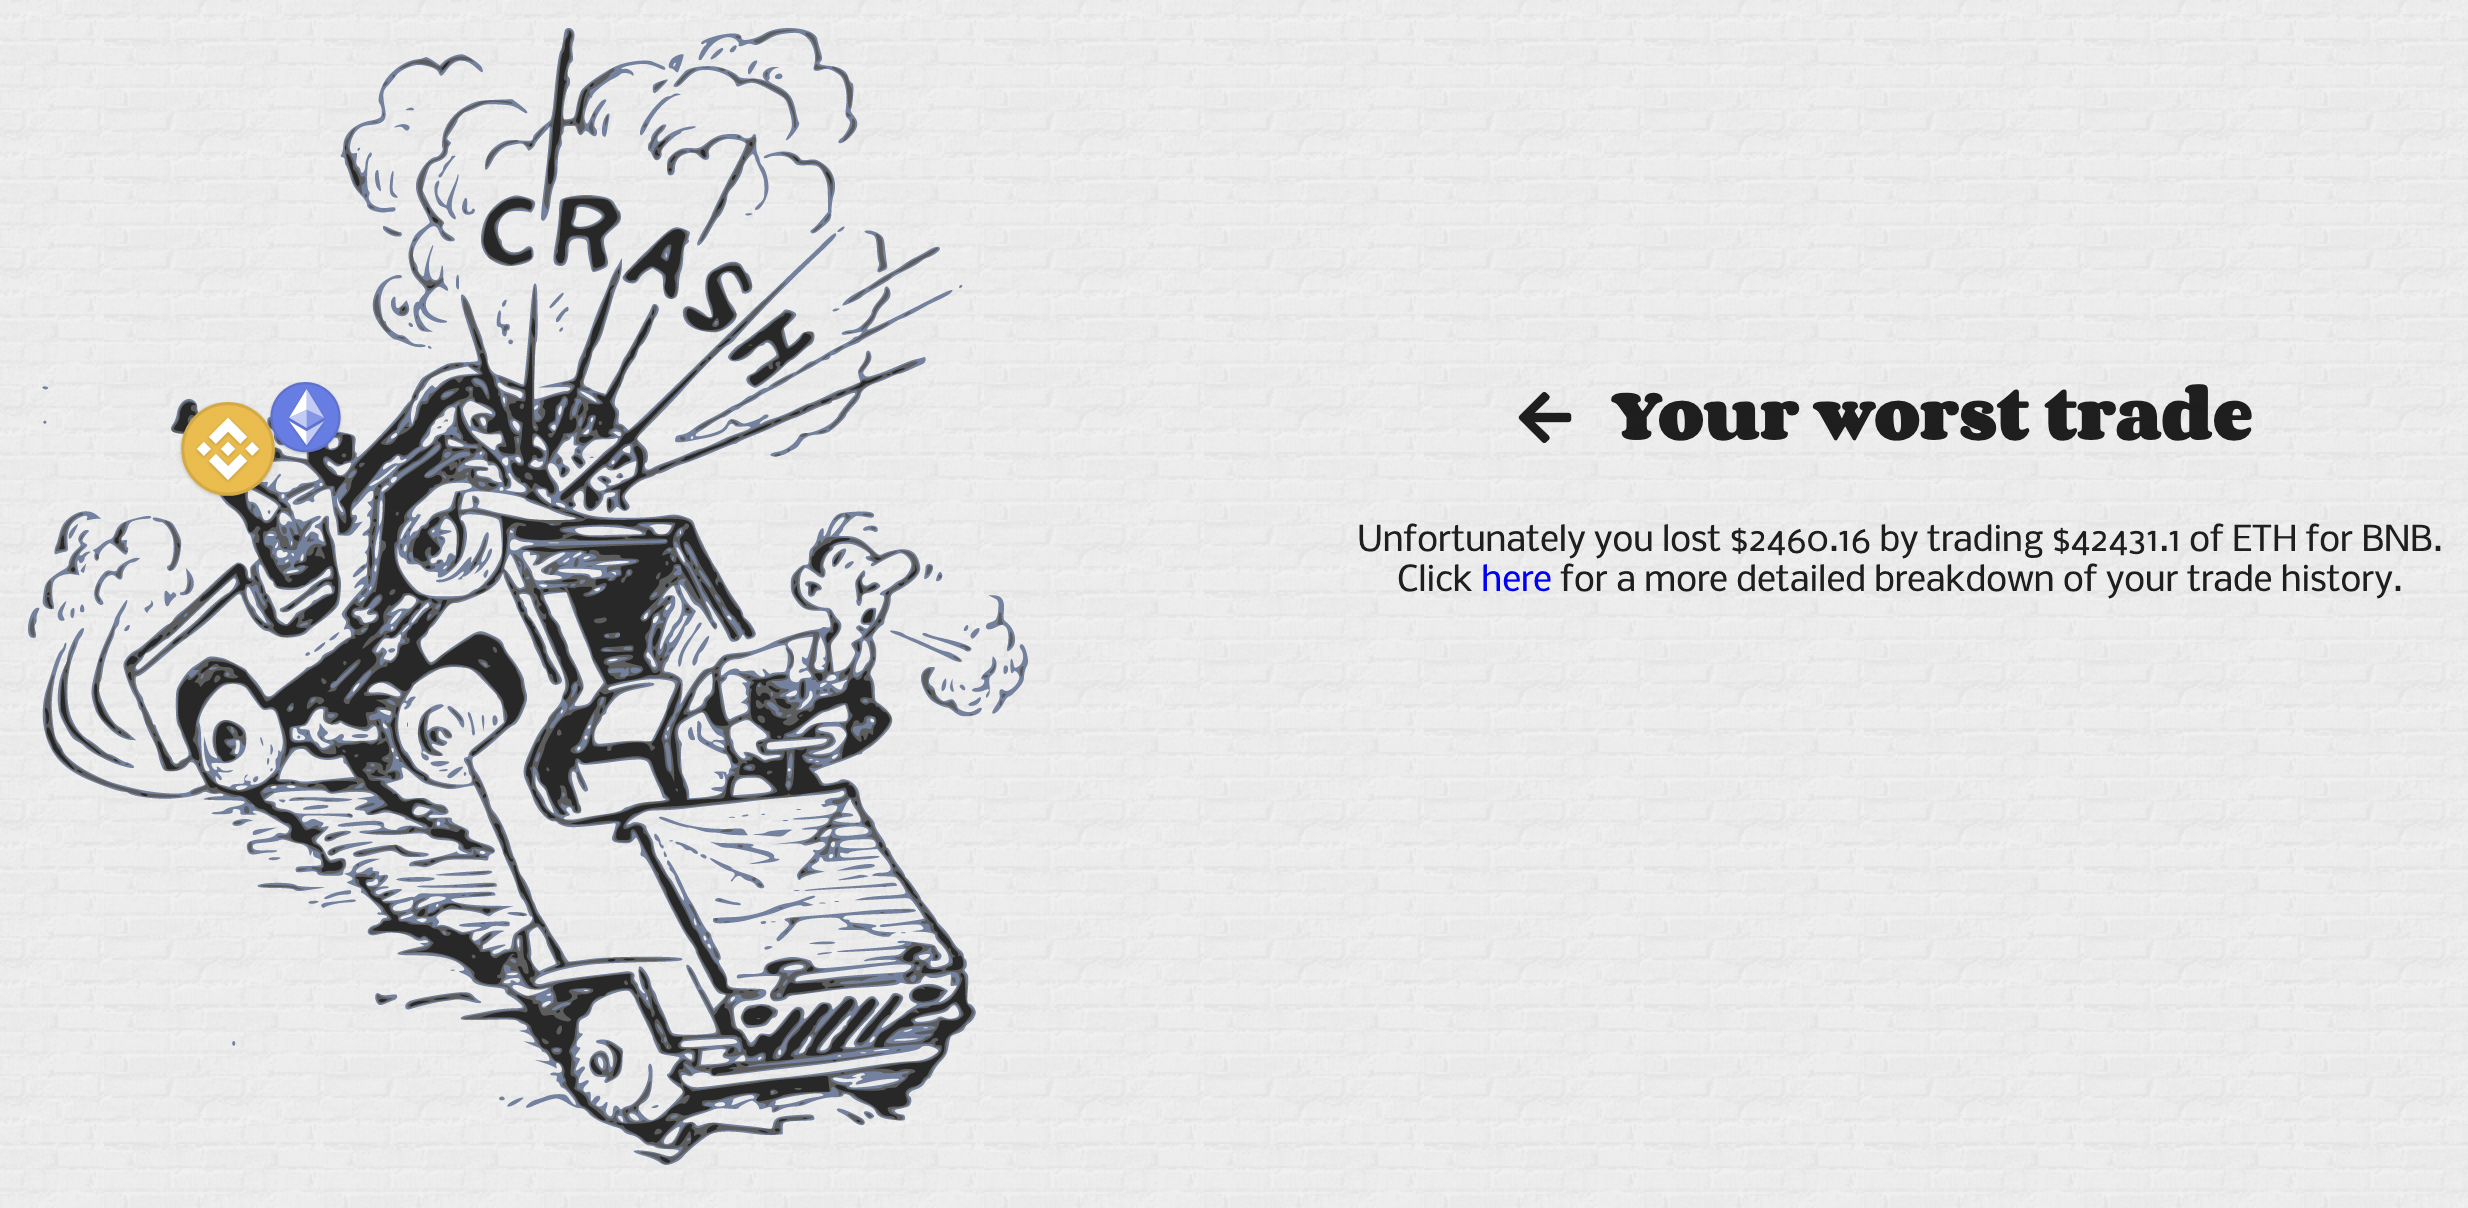 CRASH
← Your worst trade
Unfortunately you lost $2460.16 by trading $42431.1 of ETH for BNB.
Click here for a more detailed breakdown of your trade history.